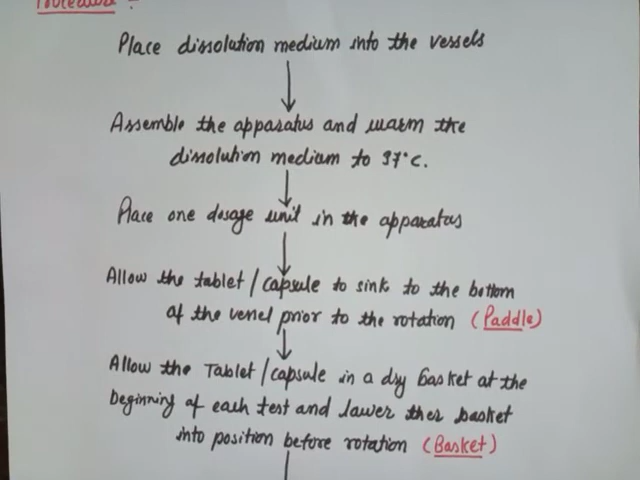 Procedure :
Place dissolution medium into the vessels
Assemble the apparatus and warm the
dissolution medium to 37°C.
Place one dosage unit in the apparatus
Allow the tablet / capsule to sink to the bottom
of the vessel prior to the rotation (Paddle)
Allow the Tablet / capsule in a dry basket at the
beginning of each test and lower ther basket
into position before rotation (Basket)